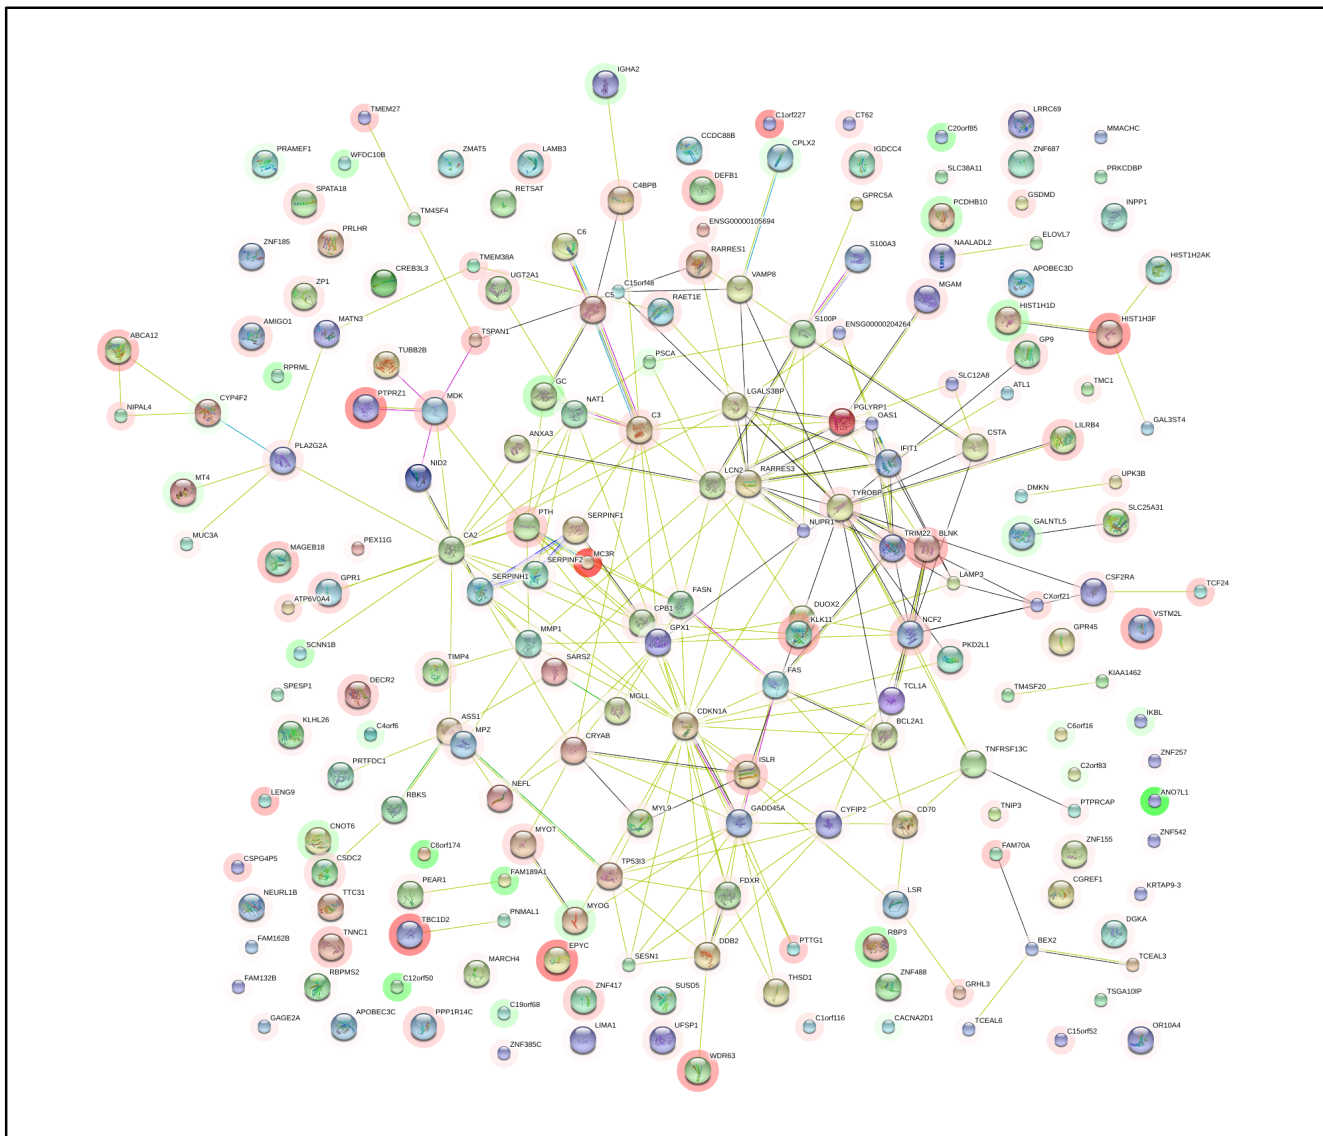 IGHA2
TMEM27
C1orf227
CT62
C20orf85
LRRC69
MMACHC
PRAMEF1
WFDC10B
ZMAT5
LAMB3
CCDC88B
CPLX2
IGDCC4
ZNF687
SPATA18
RETSAT
C4BPB
DEFB1
GPRC5A
SLC38A11
GSDMD
PRKCDBP
PCDHB10
INPP1
TM4SF4
ENSG00000105694
ZNF185
PRLHR
C6
RARRES1
S100A3
NAALADL2
ELOVL7
CREB3L3
TMEM38A
UGT2A1
C15orf48
VAMP8
APOBEC3D
HIST1H2AK
ZP1
C5
RAET1E
MGAM
HIST1H1D
HIST1H3F
AMIGO1
MATN3
S100P
ENSG00000204264
ABCA12
TSPAN1
PSCA
GP9
RPRML
TUBB2B
SLC12A8
ATL1
TMC1
NIPAL4
CYP4F2
PTPRZ1
MDK
GC
NAT1
LGALS3BP
PGLYRP1
OAS1
GAL3ST4
C3
CSTA
LILRB4
PLA2G2A
NID2
ANXA3
LCN2
RARRES3
IFIT1
DMKN
UPK3B
MT4
TYROBP
GALNTL5
SLC25A31
MUC3A
PTH
SERPINF1
NUPR1
TRIM22
BLNK
MAGEB18
PEX11G
CA2
SERPINF2
MC3R
LAMP3
GPR1
SERPINH1
FASN
CXorf21
CSF2RA
TCF24
ATP6V0A4
CPB1
DUOX2
KLK11
NCF2
VSTM2L
SCNN1B
MMP1
GPX1
GPR45
TIMP4
SARS2
FAS
PKD2L1
SPESP1
DECR2
MGLL
TCL1A
TM4SF20
KIAA1462
KLHL26
C4orf6
ASS1
MPZ
CDKN1A
BCL2A1
C6orf16
IKBL
PRTFDC1
CRYAB
ISLR
TNFRSF13C
ZNF257
LENG9
RBKS
NEFL
C2orf83
ANO7L1
CNOT6
MYL9
GADD45A
CYFIP2
CD70
TNIP3
PTPRCAP
ZNF155
ZNF542
CSPG4P5
CSDC2
C6orf174
MYOT
FAM70A
NEURL1B
TTC31
PEAR1
FAM189A1
TP53I3
FDXR
CGREF1
KRTAP9-3
TBC1D2
PNMAL1
MYOG
LSR
DGKA
FAM162B
TNNC1
EPYC
SESN1
DDB2
PTTG1
RBP3
BEX2
TCEAL3
FAM132B
RBPMS2
C12orf50
MARCH4
ZNF417
SUSD5
THSD1
ZNF488
GRHL3
TSGA10IP
GAGE2A
APOBEC3C
PPP1R14C
C19orf68
LIMA1
UFSP1
C1orf116
CACNA2D1
TCEAL6
C15orf52
OR10A4
ZNF385C
WDR63